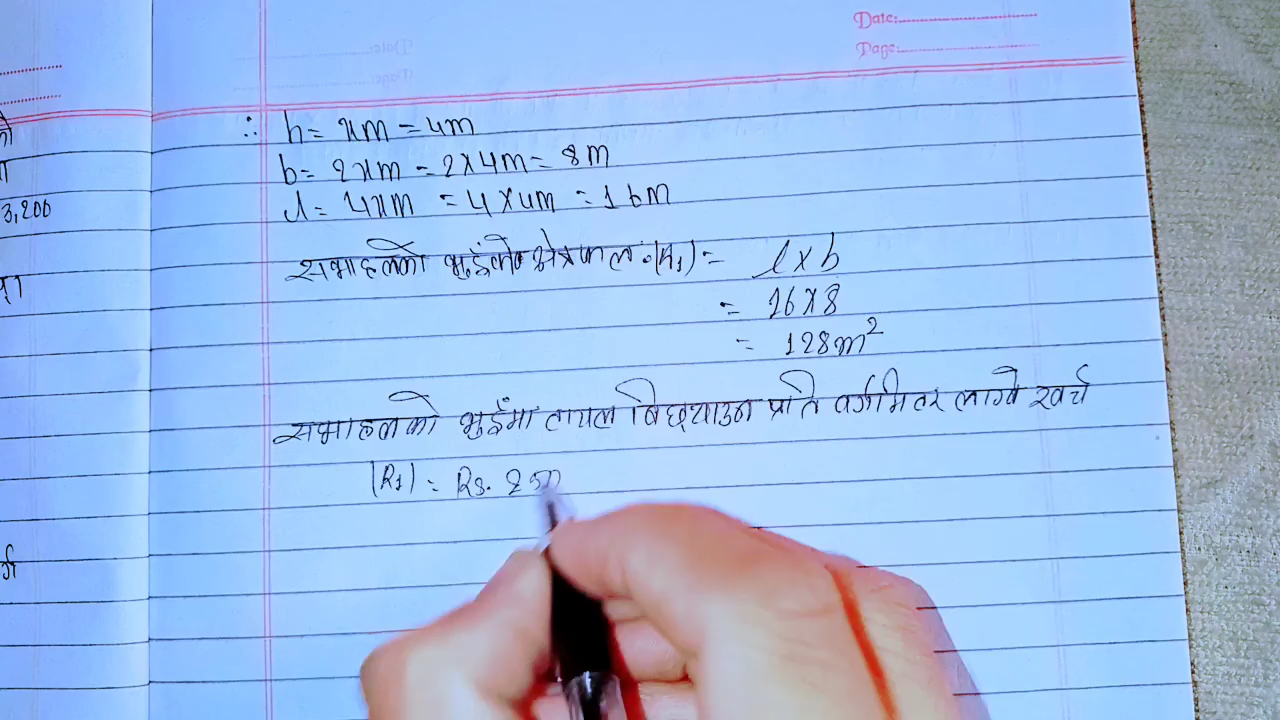 Date:
Page:
∴ h = xm = 4m
b = 2xm = 2×4m = 8m
l = 4xm = 4×4m = 16m
3,200
सभाहलको भुइँको क्षेत्रफल (A₁) = l×b
= 16×8
= 128m²
सभाहलको भुइँमा टायल बिछ्याउन प्रति वर्गमिटर लाग्ने खर्च
(R₁) = Rs. 250